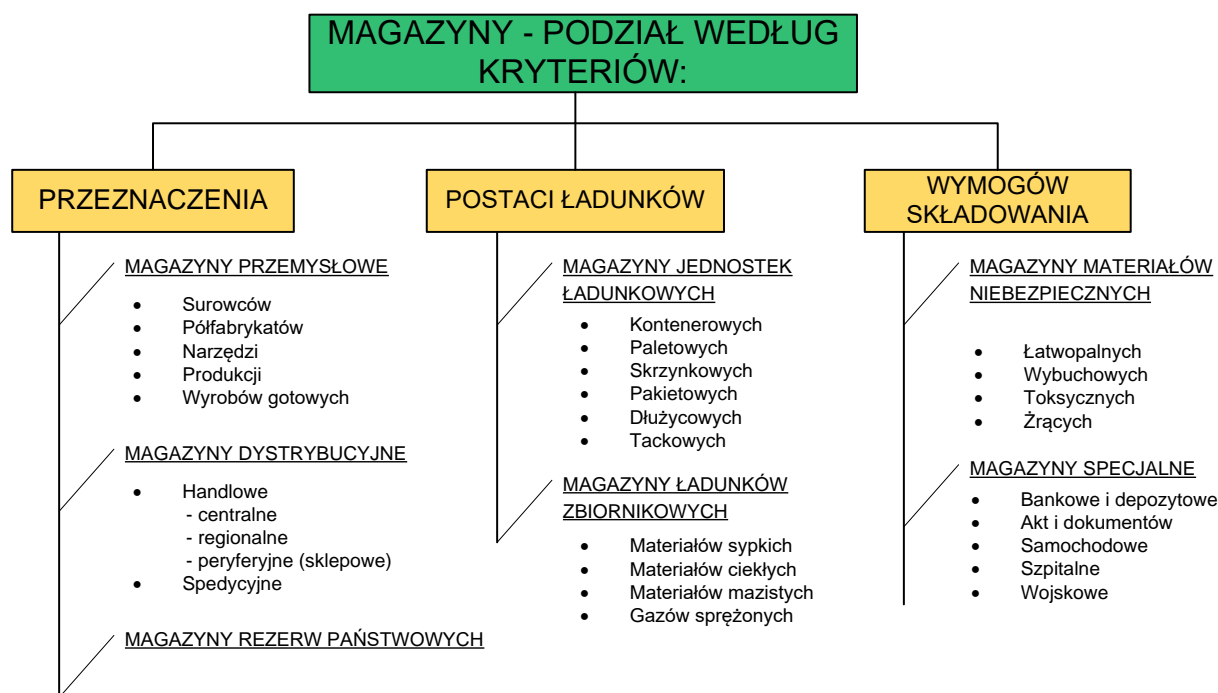 MAGAZYNY - PODZIAŁ WEDŁUG
KRYTERIÓW:
PRZEZNACZENIA
MAGAZYNY PRZEMYSŁOWE
• Surowców
• Półfabrykatów
• Narzędzi
• Produkcji
• Wyrobów gotowych
MAGAZYNY DYSTRYBUCYJNE
• Handlowe
- centralne
- regionalne
- peryferyjne (sklepowe)
• Spedycyjne
MAGAZYNY REZERW PAŃSTWOWYCH
POSTACI ŁADUNKÓW
MAGAZYNY JEDNOSTEK
ŁADUNKOWYCH
• Kontenerowych
• Paletowych
• Skrzynkowych
• Pakietowych
• Dłużycowych
• Tackowych
MAGAZYNY ŁADUNKÓW
ZBIORNIKOWYCH
• Materiałów sypkich
• Materiałów ciekłych
• Materiałów mazistych
• Gazów sprężonych
WYMOGÓW
SKŁADOWANIA
MAGAZYNY MATERIAŁÓW
NIEBEZPIECZNYCH
• Łatwopalnych
• Wybuchowych
• Toksycznych
• Żrących
MAGAZYNY SPECJALNE
• Bankowe i depozytowe
• Akt i dokumentów
• Samochodowe
• Szpitalne
• Wojskowe